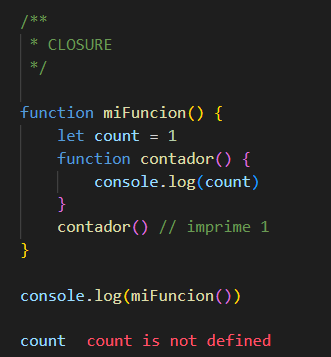 /**
 * CLOSURE
 */
function miFuncion() {
    let count = 1
    function contador() {
        console.log(count)
    }
    contador() // imprime 1
}
console.log(miFuncion())
count  count is not defined